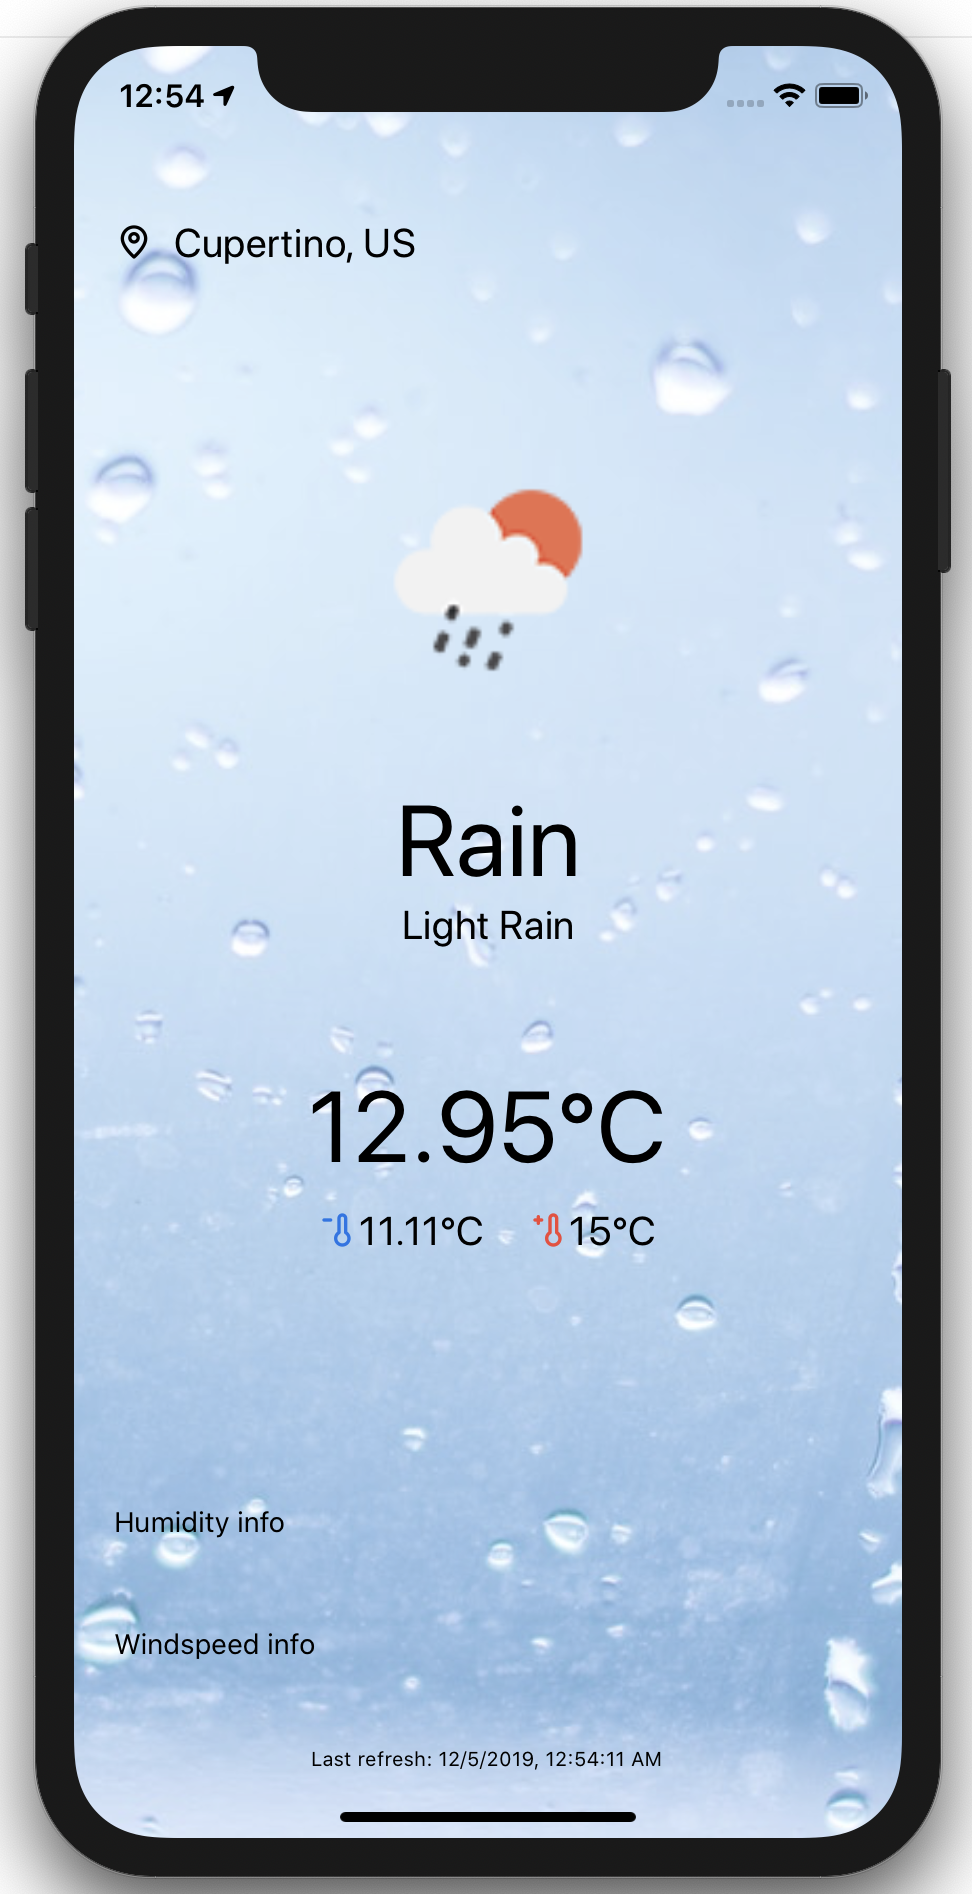 12:54
Cupertino, US
Rain
Light Rain
12.95°C
11.11°C 15°C
Humidity info
Windspeed info
Last refresh: 12/5/2019, 12:54:11 AM